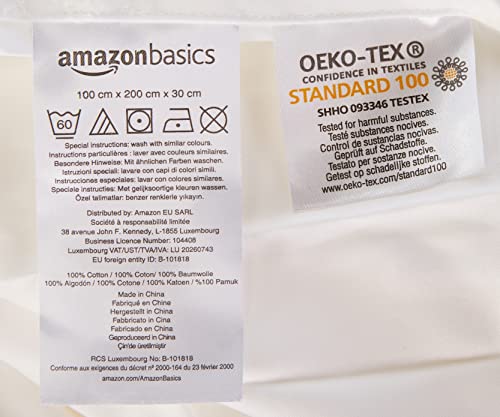 amazonbasics
100 cm x 200 cm x 30 cm
60
Special instructions: wash with similar colours.
Instructions particulières : laver avec couleurs similaires.
Besondere Hinweise: Mit ähnlichen Farben waschen.
Istruzioni speciali: lavare con capi di colori simili.
Instrucciones especiales: lavar con colores similares.
Speciale instructies: Met gelijksoortige kleuren wassen.
Özel talimatlar: benzer renklerle yıkayın.
Distributed by: Amazon EU SARL
Société à responsabilité limitée
38 avenue John F. Kennedy, L-1855 Luxembourg
Business Licence Number: 104408
Luxembourg VAT/UST/TVA/IVA: LU 20260743
EU foreign entity ID: B-101818
100% Cotton / 100% Coton/ 100% Baumwolle
100% Algodón / 100% Cotone / 100% Katoen / %100 Pamuk
Made in China
Fabriqué en Chine
Hergestellt in China
Fabbricato in Cina
Fabricado en China
Geproduceerd in China
Çin'de üretilmiştir
RCS Luxembourg No: B-101818
Conforme aux exigences du décret nº 2000-164 du 23 février 2000
amazon.com/AmazonBasics
OEKO-TEX®
CONFIDENCE IN TEXTILES
STANDARD 100
SHHO 093346 TESTEX
Tested for harmful substances.
Testé substances nocives.
Control de sustancias nocivas.
Geprüft auf Schadstoffe.
Testato per sostanze nocive.
Getest op schadelijke stoffen.
www.oeko-tex.com/standard100